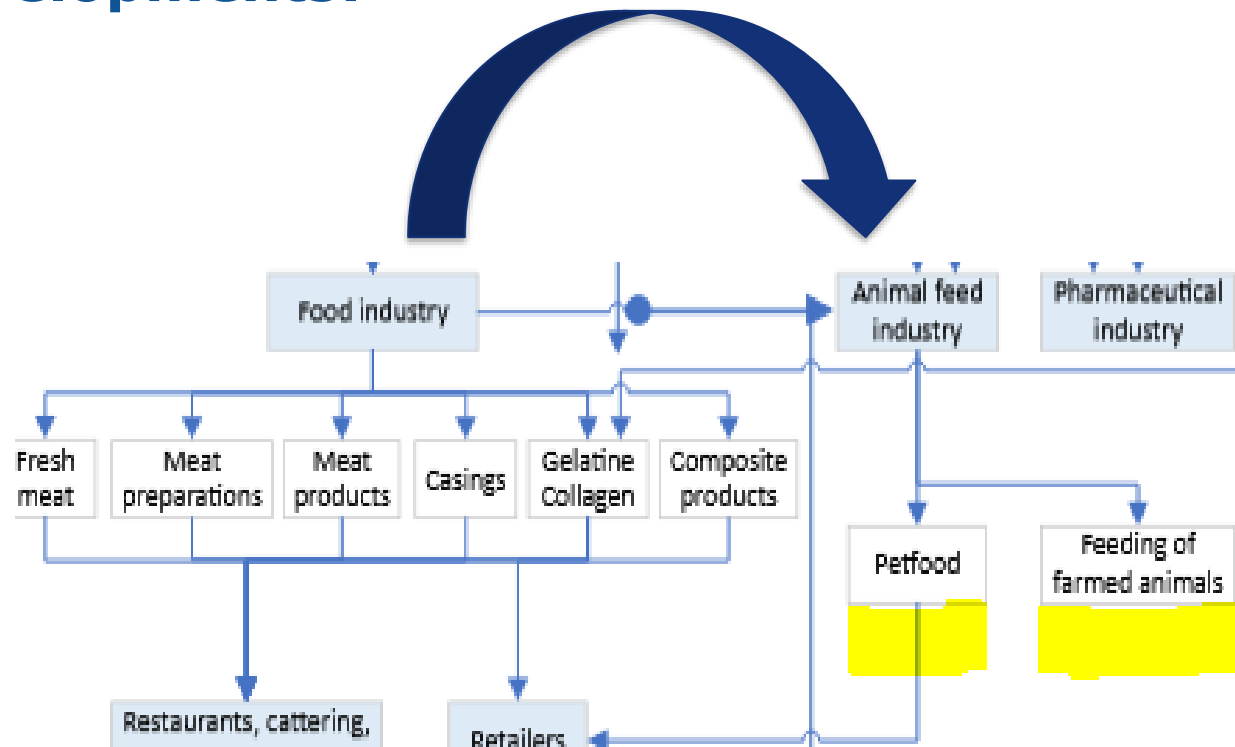 Food industry
Animal feed
industry
Pharmaceutical
industry
Fresh
meat
Meat
preparations
Meat
products
Casings
Gelatine
Collagen
Composite
products
Petfood
Feeding of
farmed animals
Restaurants, cattering,
Retailers